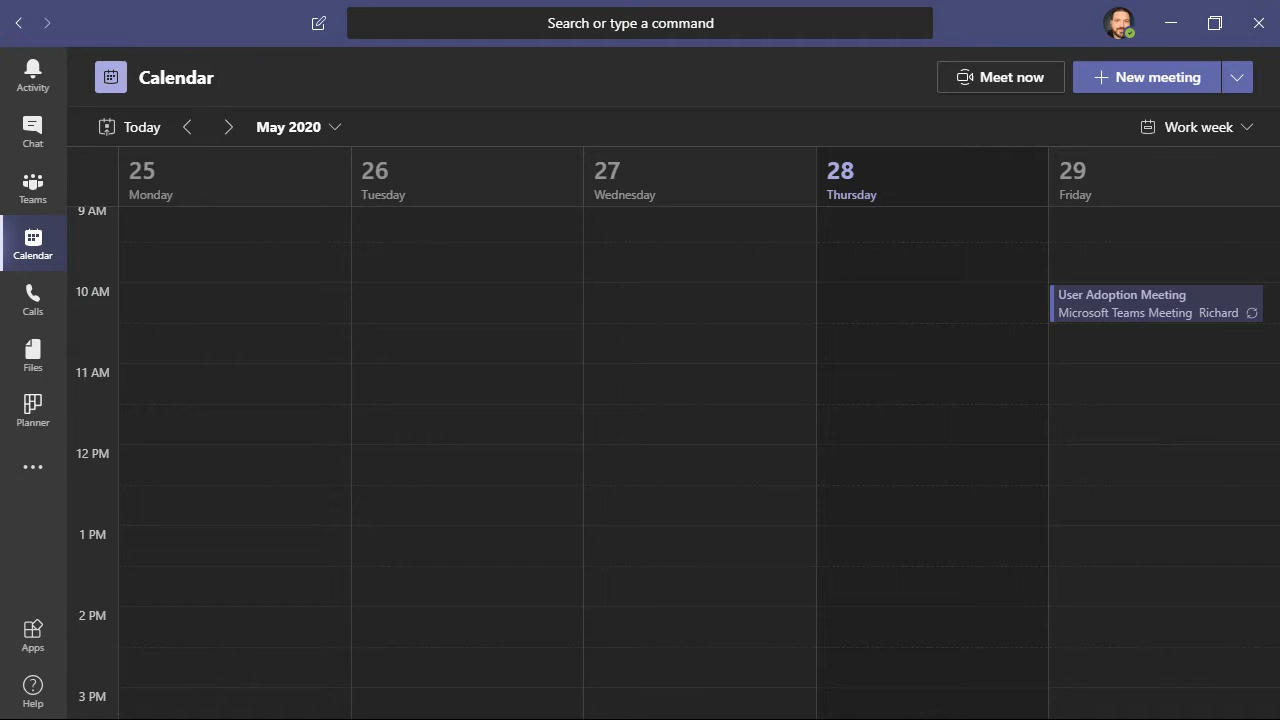 Search or type a command
Activity
Chat
Teams
Calendar
Calls
Files
Planner
Apps
Help
Calendar
Meet now
New meeting
Today
May 2020
Work week
25
Monday
26
Tuesday
27
Wednesday
28
Thursday
29
Friday
9 AM
10 AM
11 AM
12 PM
1 PM
2 PM
3 PM
User Adoption Meeting
Microsoft Teams Meeting Richard